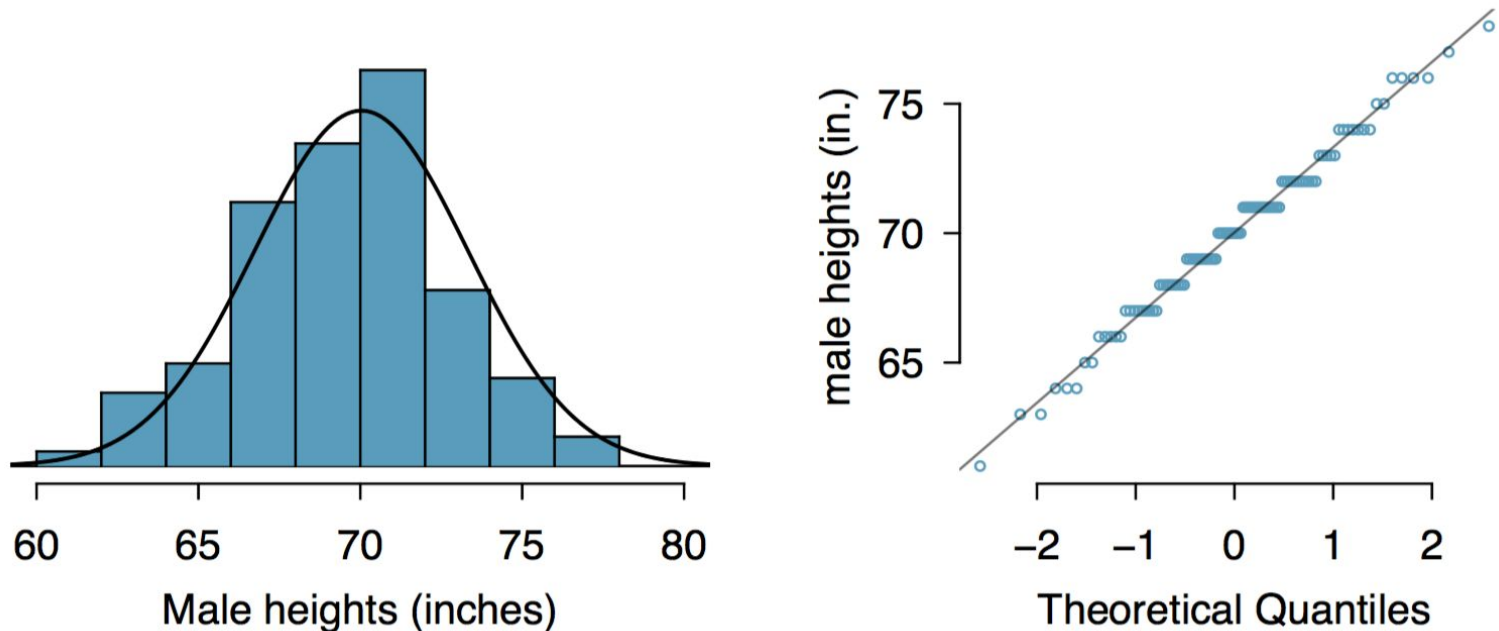 60 65 70 75 80
Male heights (inches)
male heights (in.)
75
70
65
−2 −1 0 1 2
Theoretical Quantiles